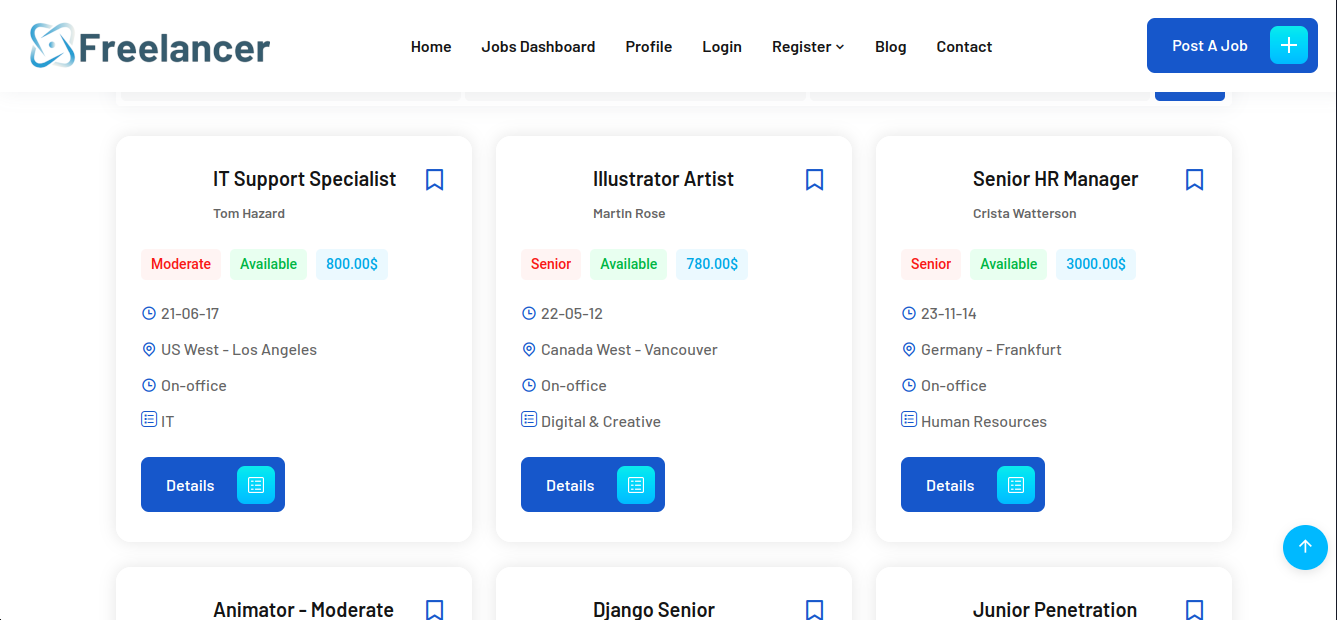 Freelancer
Home Jobs Dashboard Profile Login Register Blog Contact
Post A Job
IT Support Specialist
Tom Hazard
Moderate Available 800.00$
21-06-17
US West - Los Angeles
On-office
IT
Details
Illustrator Artist
Martin Rose
Senior Available 780.00$
22-05-12
Canada West - Vancouver
On-office
Digital & Creative
Details
Senior HR Manager
Crista Watterson
Senior Available 3000.00$
23-11-14
Germany - Frankfurt
On-office
Human Resources
Details
Animator - Moderate
Django Senior
Junior Penetration